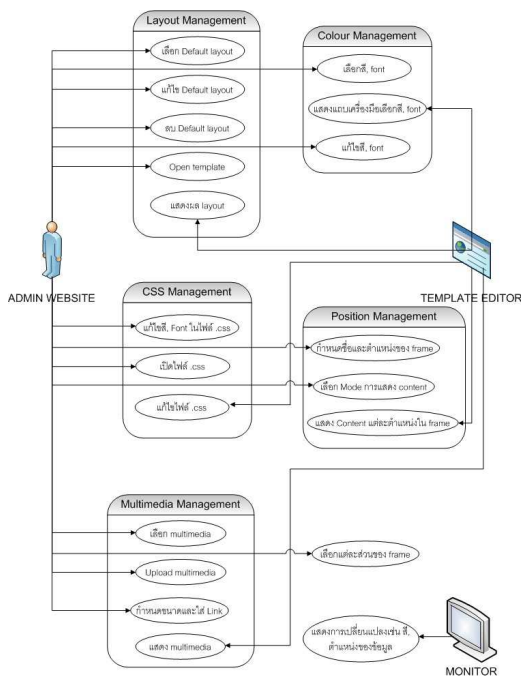 Layout Management
เลือก Default layout
แก้ไข Default layout
ลบ Default layout
Open template
แสดงผล layout
Colour Management
เลือกสี, font
แสดงแถบเครื่องมือเลือกสี, font
แก้ไขสี, font
ADMIN WEBSITE
TEMPLATE EDITOR
CSS Management
แก้ไขสี, Font ในไฟล์ .css
เปิดไฟล์ .css
แก้ไขไฟล์ .css
Position Management
กำหนดชื่อและตำแหน่งของ frame
เลือก Mode การแสดง content
แสดง Content แต่ละตำแหน่งใน frame
Multimedia Management
เลือก multimedia
Upload multimedia
กำหนดขนาดและใส่ Link
แสดง multimedia
เลือกแต่ละส่วนของ frame
แสดงการเปลี่ยนแปลงเช่น สี,
ตำแหน่งของข้อมูล
MONITOR